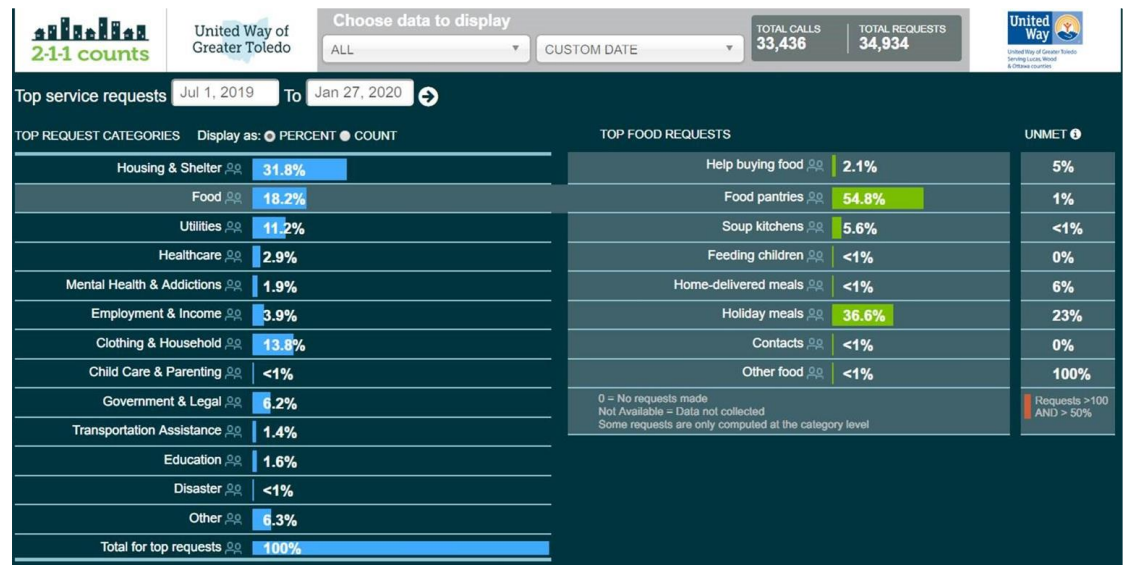 2-1-1 counts
United Way of
Greater Toledo
Choose data to display
ALL
CUSTOM DATE
TOTAL CALLS
33,436
TOTAL REQUESTS
34,934
United
Way
United Way of Greater Toledo
Serving Lucas, Wood
& Ottawa counties
Top service requests Jul 1, 2019 To Jan 27, 2020
TOP REQUEST CATEGORIES Display as: PERCENT COUNT
Housing & Shelter 31.8%
Food 18.2%
Utilities 11.2%
Healthcare 2.9%
Mental Health & Addictions 1.9%
Employment & Income 3.9%
Clothing & Household 13.8%
Child Care & Parenting <1%
Government & Legal 6.2%
Transportation Assistance 1.4%
Education 1.6%
Disaster <1%
Other 6.3%
Total for top requests 100%
TOP FOOD REQUESTS UNMET
Help buying food 2.1% 5%
Food pantries 54.8% 1%
Soup kitchens 5.6% <1%
Feeding children <1% 0%
Home-delivered meals <1% 6%
Holiday meals 36.6% 23%
Contacts <1% 0%
Other food <1% 100%
0 = No requests made
Not Available = Data not collected
Some requests are only computed at the category level
Requests >100
AND > 50%